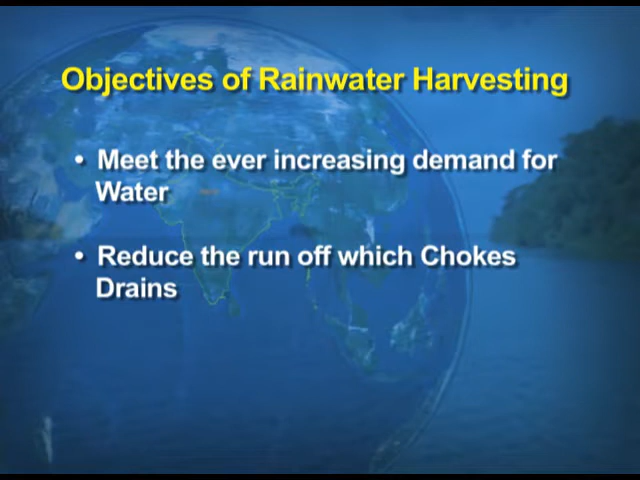 Objectives of Rainwater Harvesting
• Meet the ever increasing demand for
Water
• Reduce the run off which Chokes
Drains